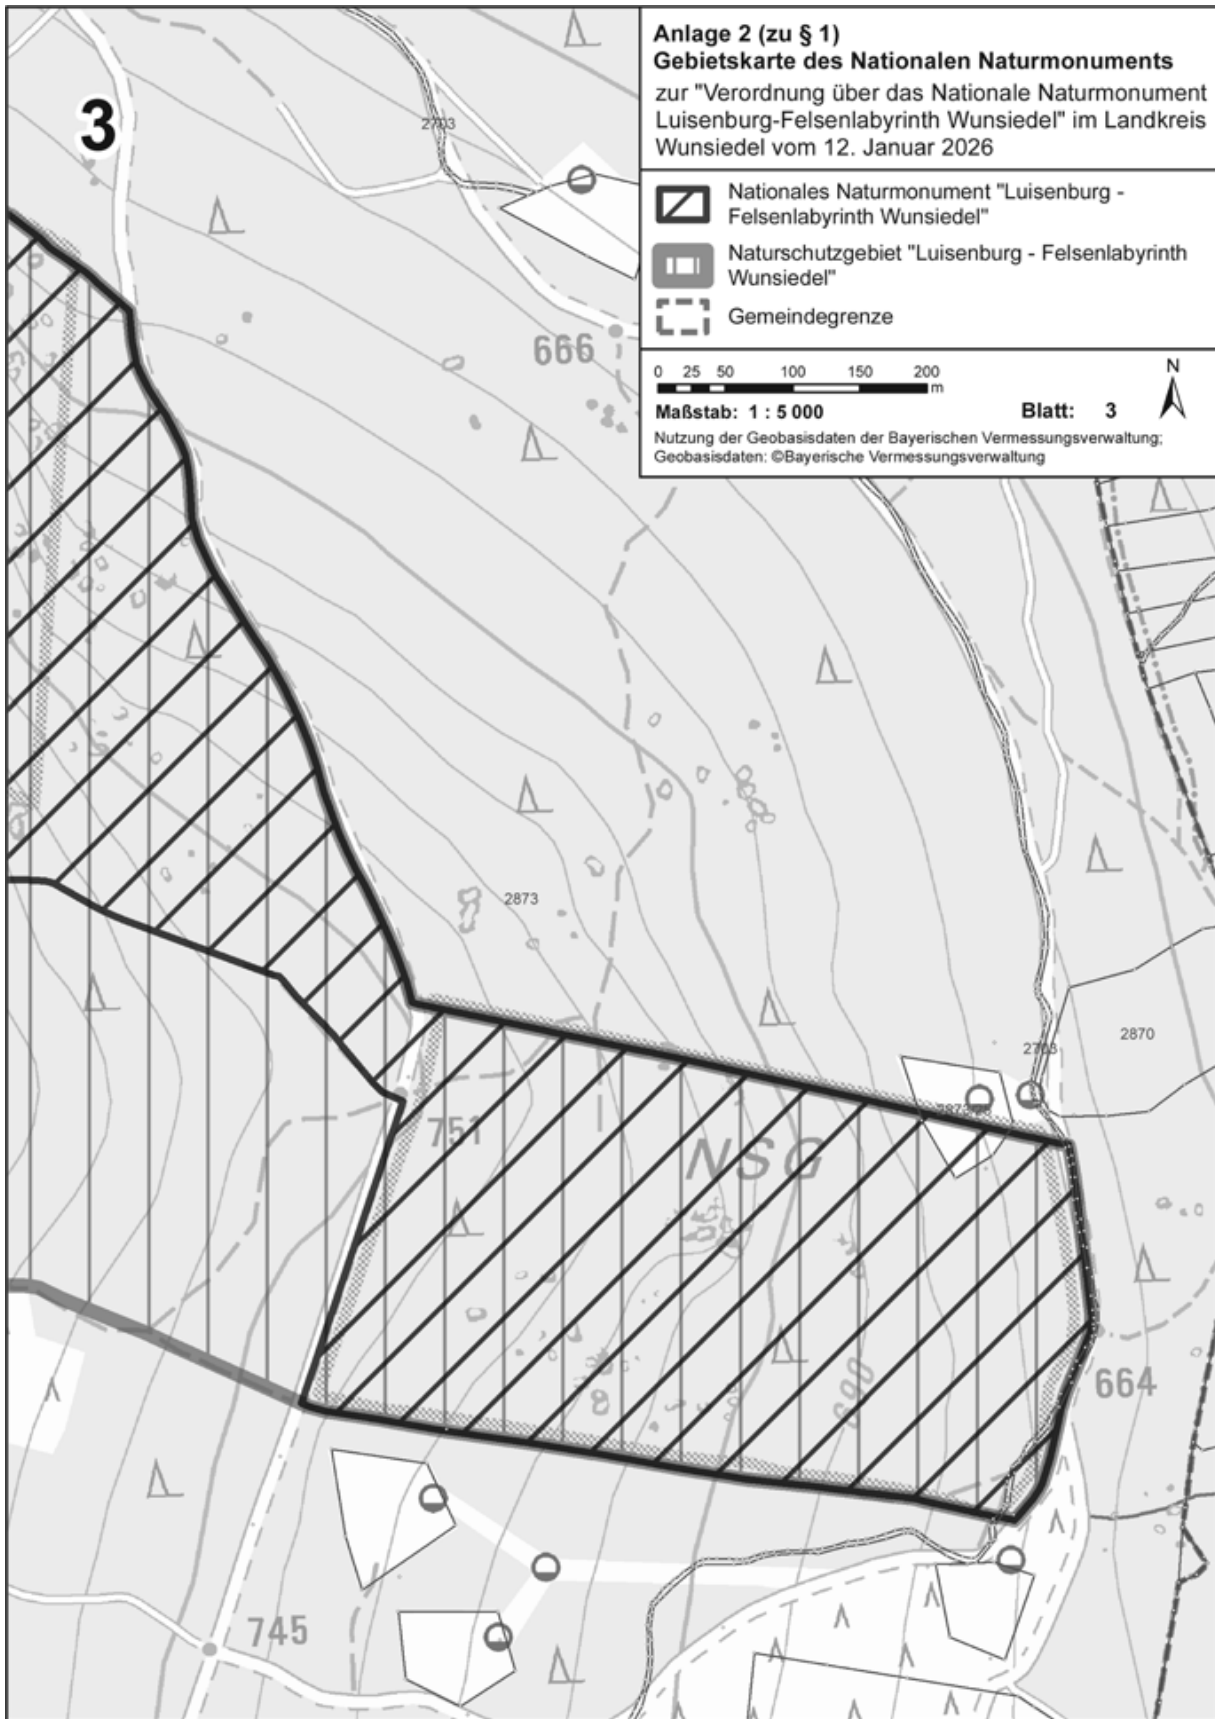 Anlage 2 (zu § 1)
Gebietskarte des Nationalen Naturmonuments
zur "Verordnung über das Nationale Naturmonument
Luisenburg-Felsenlabyrinth Wunsiedel" im Landkreis
Wunsiedel vom 12. Januar 2026
Nationales Naturmonument "Luisenburg -
Felsenlabyrinth Wunsiedel"
Naturschutzgebiet "Luisenburg - Felsenlabyrinth
Wunsiedel"
Gemeindegrenze
0 25 50 100 150 200
m
N
Maßstab: 1 : 5 000
Blatt: 3
Nutzung der Geobasisdaten der Bayerischen Vermessungsverwaltung;
Geobasisdaten: ©Bayerische Vermessungsverwaltung
3
2703
666
2873
2703
2870
751
NSG
690
664
745